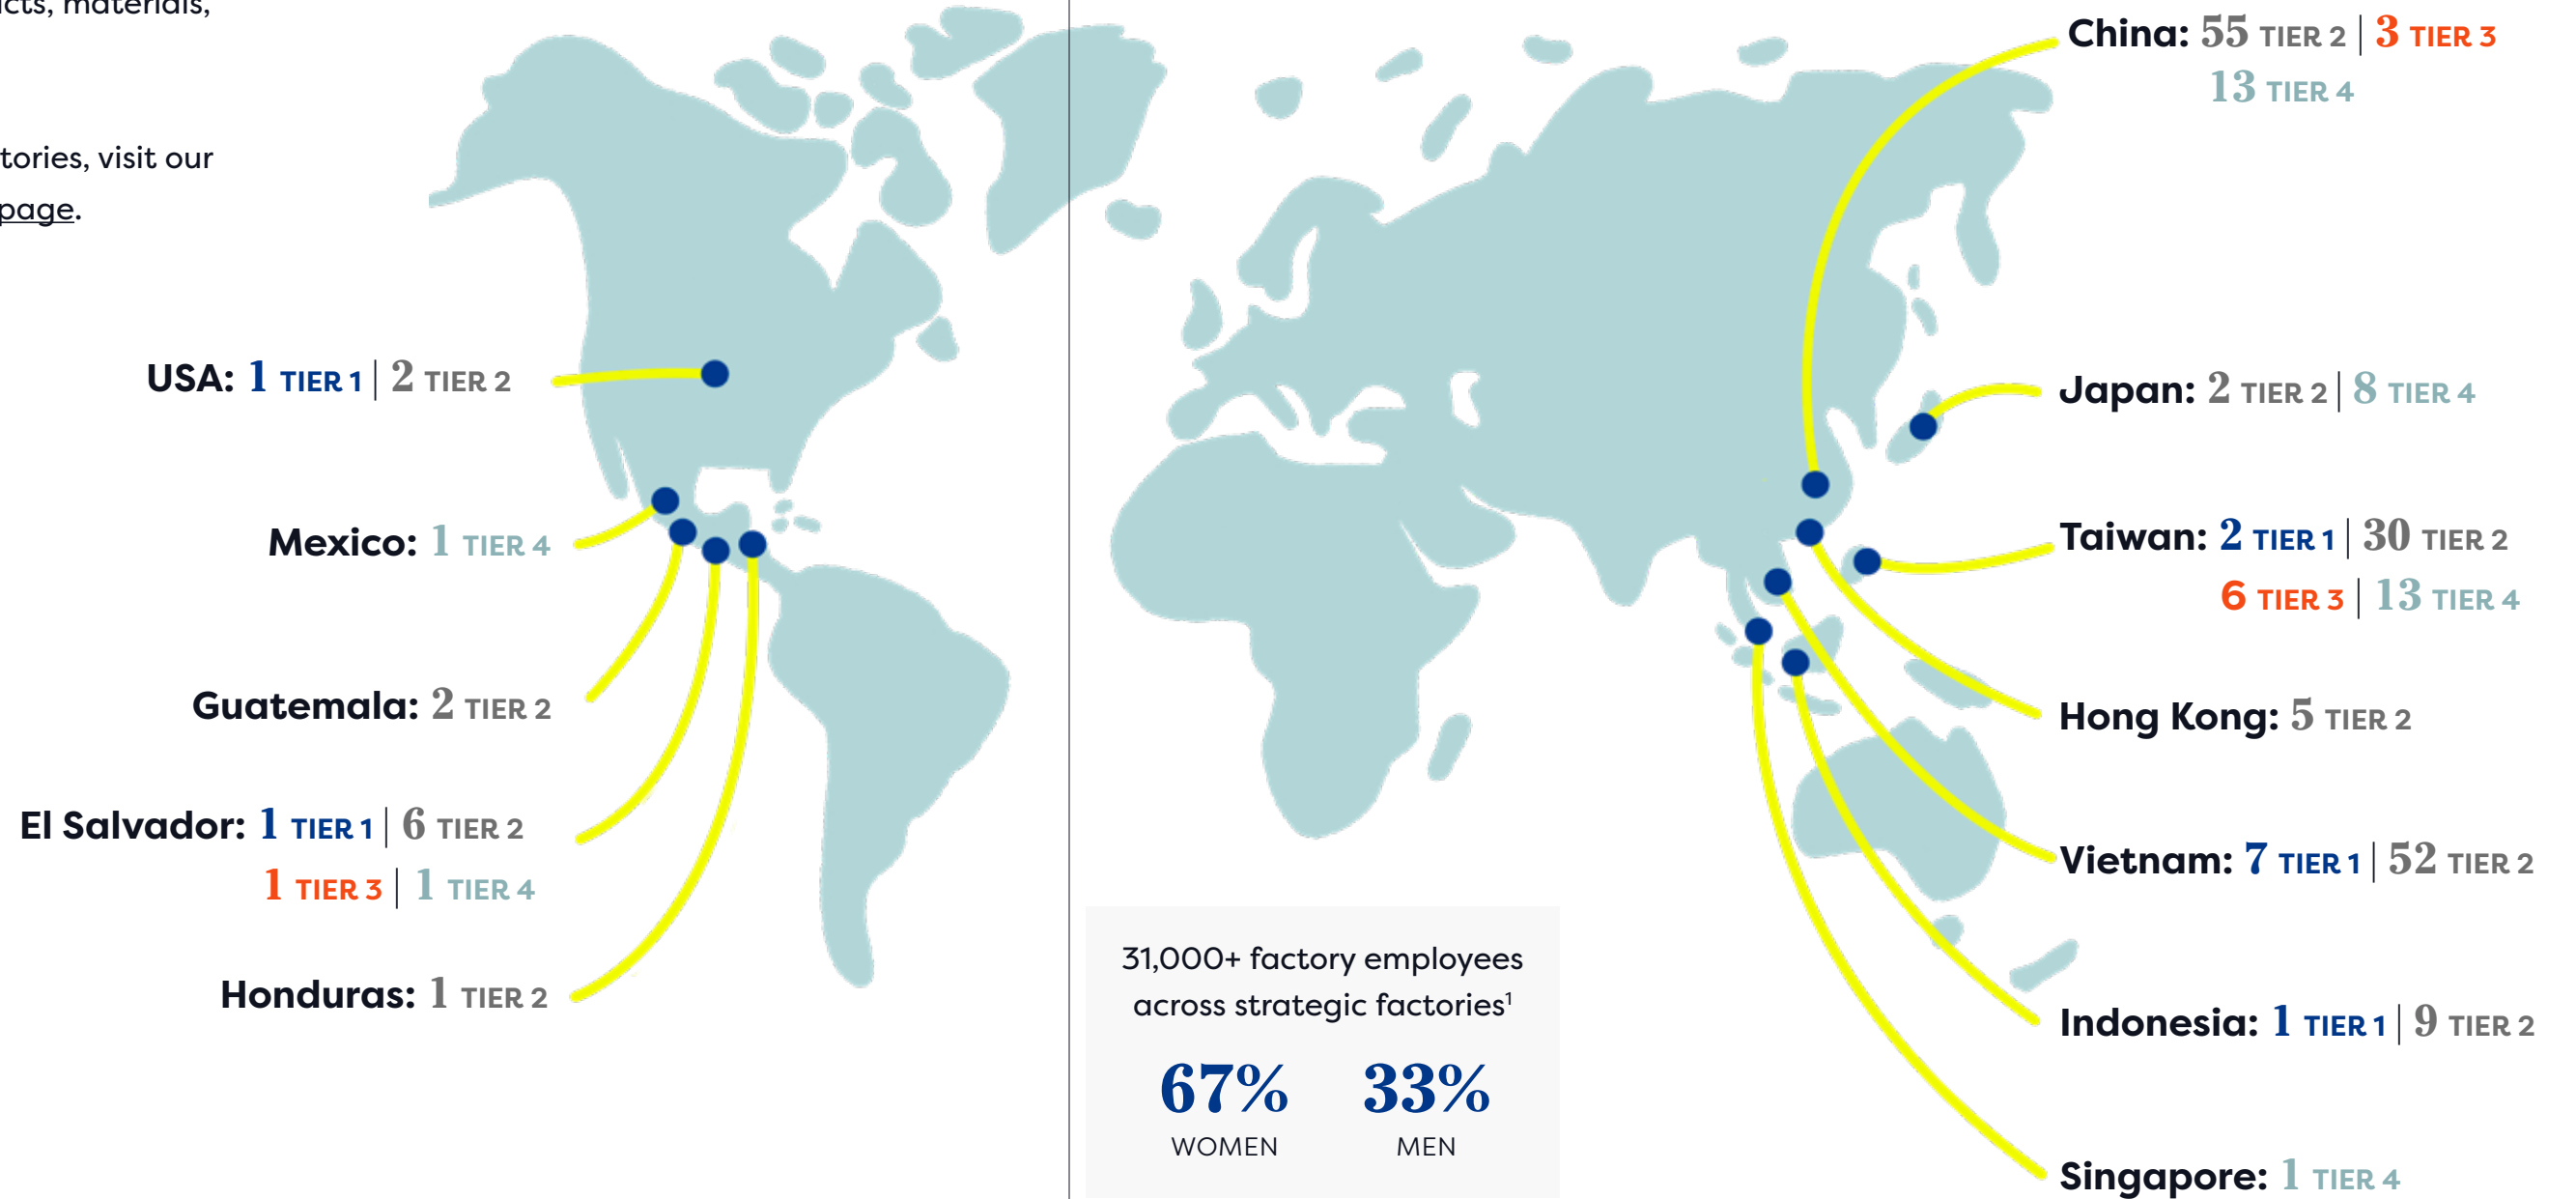 materials,
tories, visit our
page.
USA: 1 TIER 1 | 2 TIER 2
Mexico: 1 TIER 4
Guatemala: 2 TIER 2
El Salvador: 1 TIER 1 | 6 TIER 2
1 TIER 3 | 1 TIER 4
Honduras: 1 TIER 2
31,000+ factory employees
across strategic factories¹
67% 33%
WOMEN MEN
China: 55 TIER 2 | 3 TIER 3
13 TIER 4
Japan: 2 TIER 2 | 8 TIER 4
Taiwan: 2 TIER 1 | 30 TIER 2
6 TIER 3 | 13 TIER 4
Hong Kong: 5 TIER 2
Vietnam: 7 TIER 1 | 52 TIER 2
Indonesia: 1 TIER 1 | 9 TIER 2
Singapore: 1 TIER 4